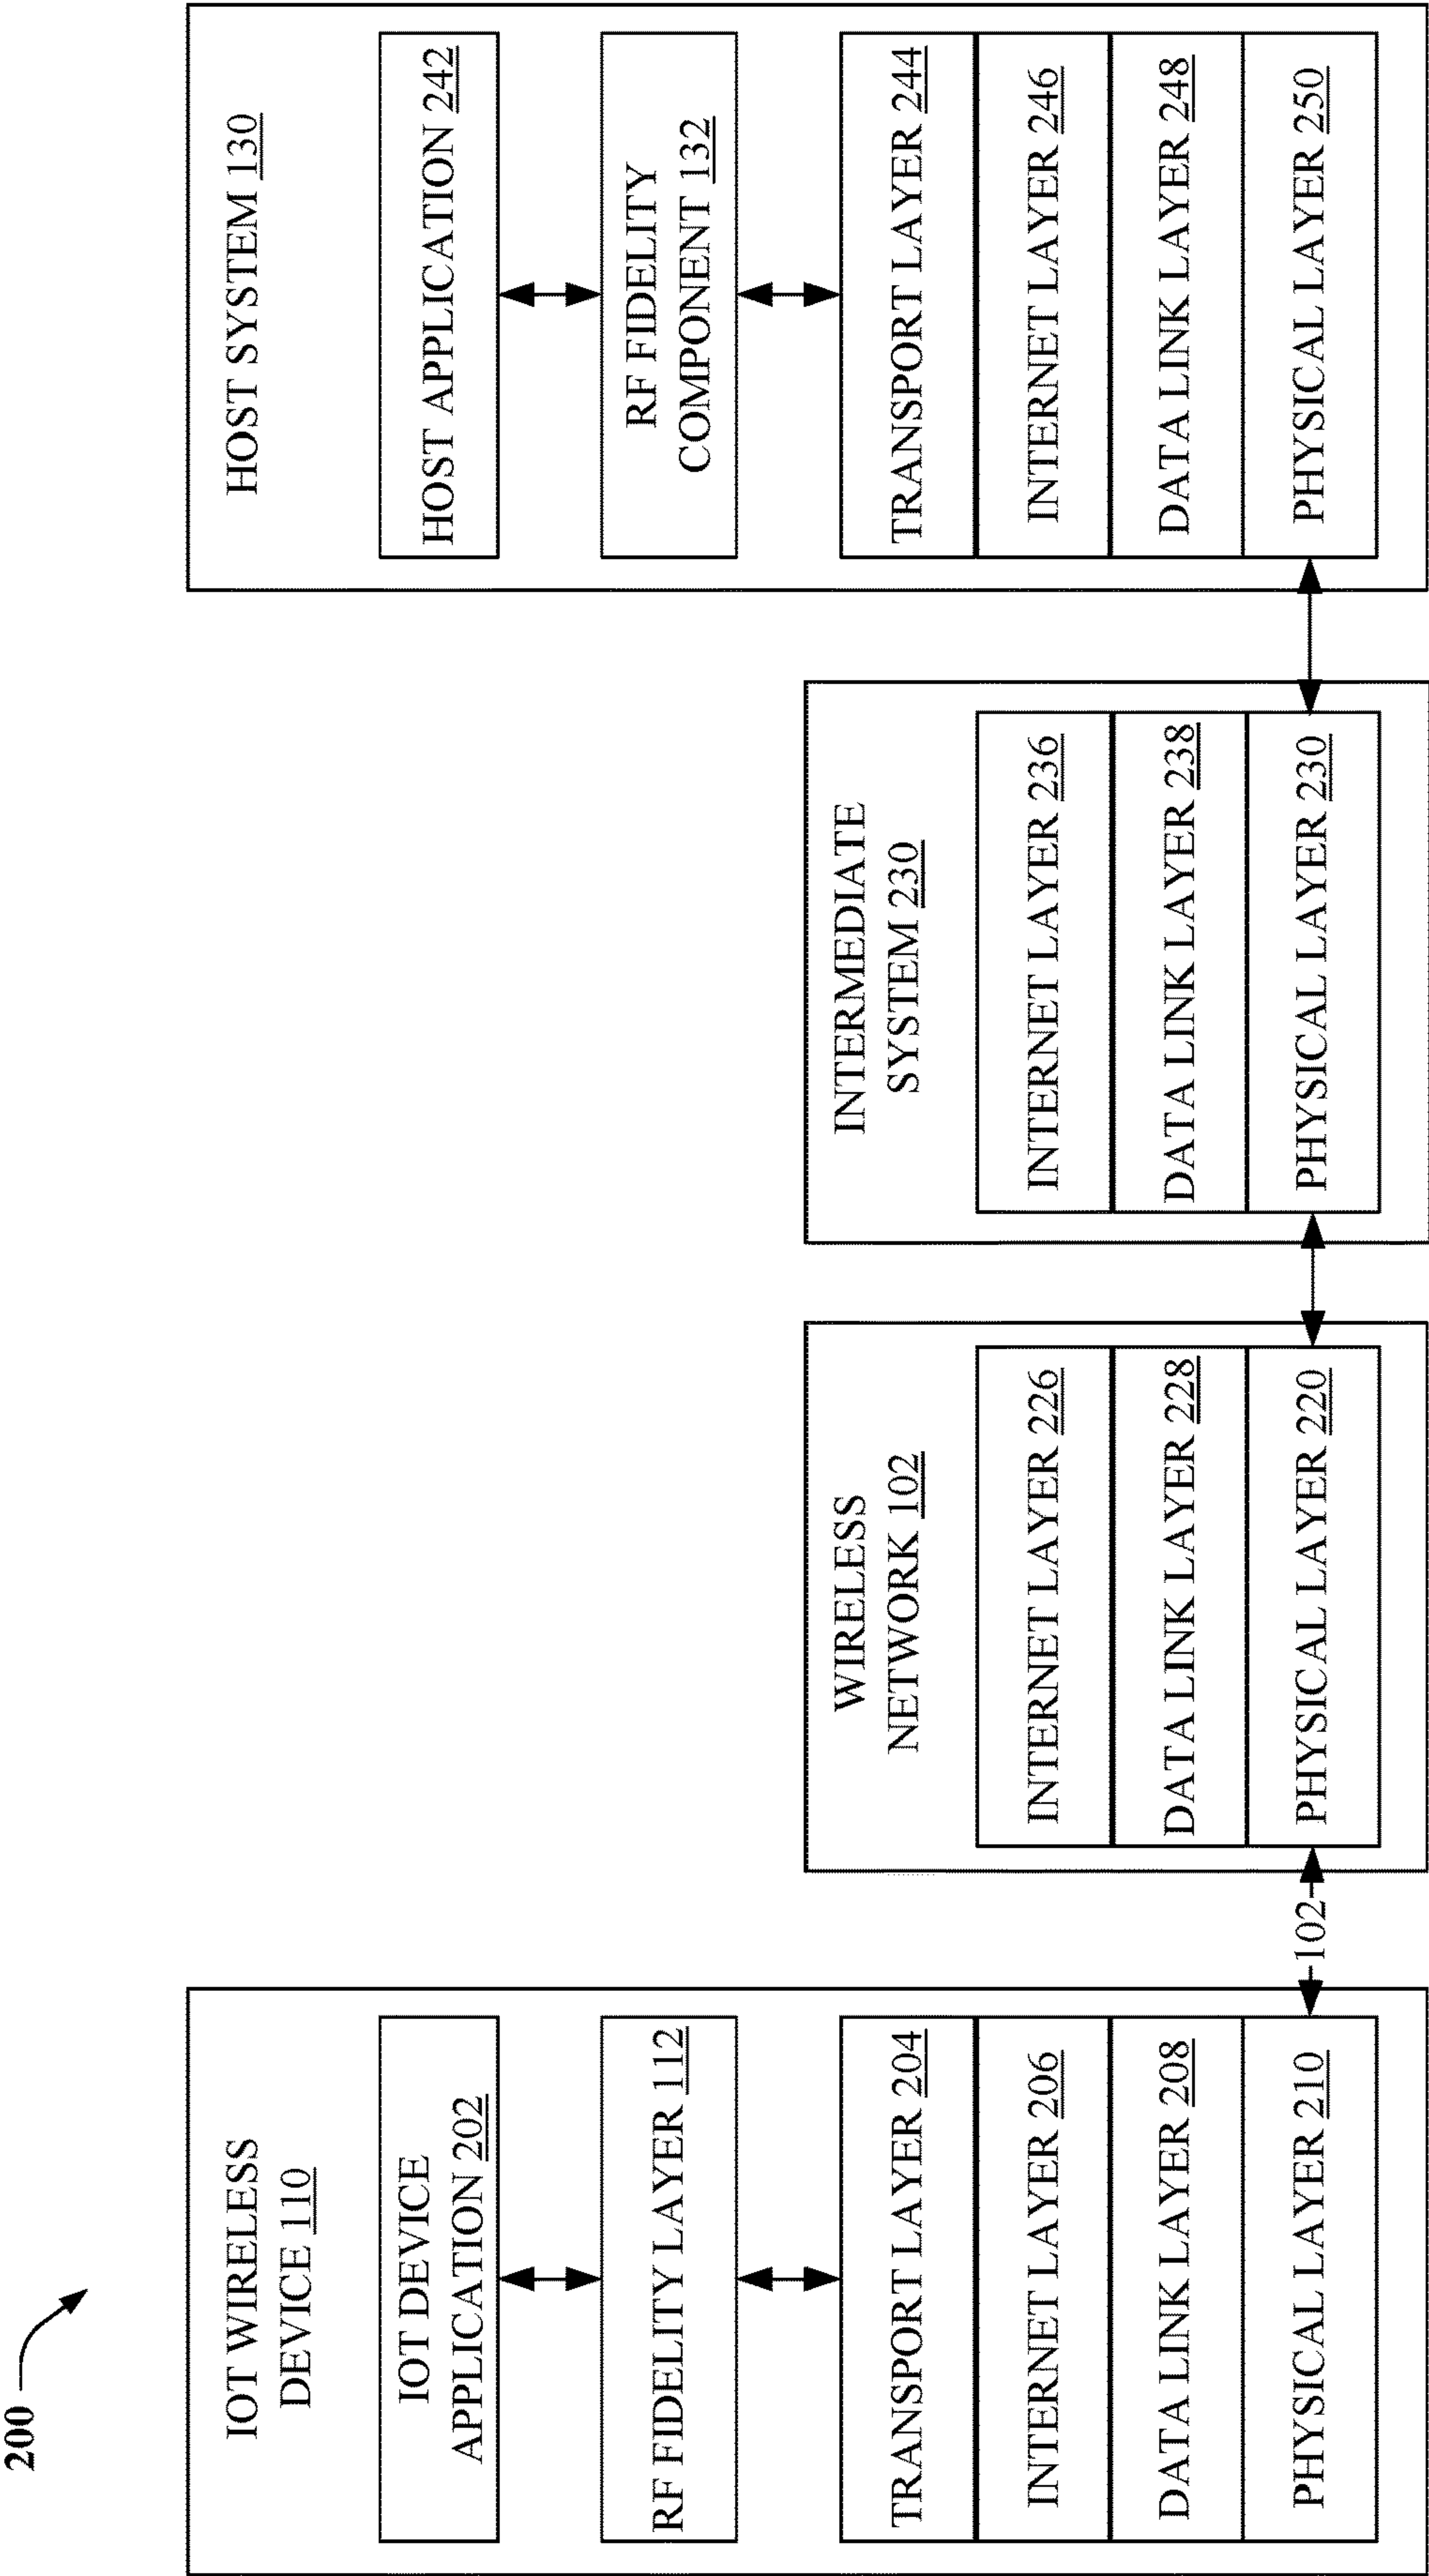 200
IOT WIRELESS
DEVICE 110
IOT DEVICE
APPLICATION 202
RF FIDELITY LAYER 112
TRANSPORT LAYER 204
INTERNET LAYER 206
DATA LINK LAYER 208
PHYSICAL LAYER 210
102
WIRELESS
NETWORK 102
INTERNET LAYER 226
DATA LINK LAYER 228
PHYSICAL LAYER 220
INTERMEDIATE
SYSTEM 230
INTERNET LAYER 236
DATA LINK LAYER 238
PHYSICAL LAYER 230
HOST SYSTEM 130
HOST APPLICATION 242
RF FIDELITY
COMPONENT 132
TRANSPORT LAYER 244
INTERNET LAYER 246
DATA LINK LAYER 248
PHYSICAL LAYER 250